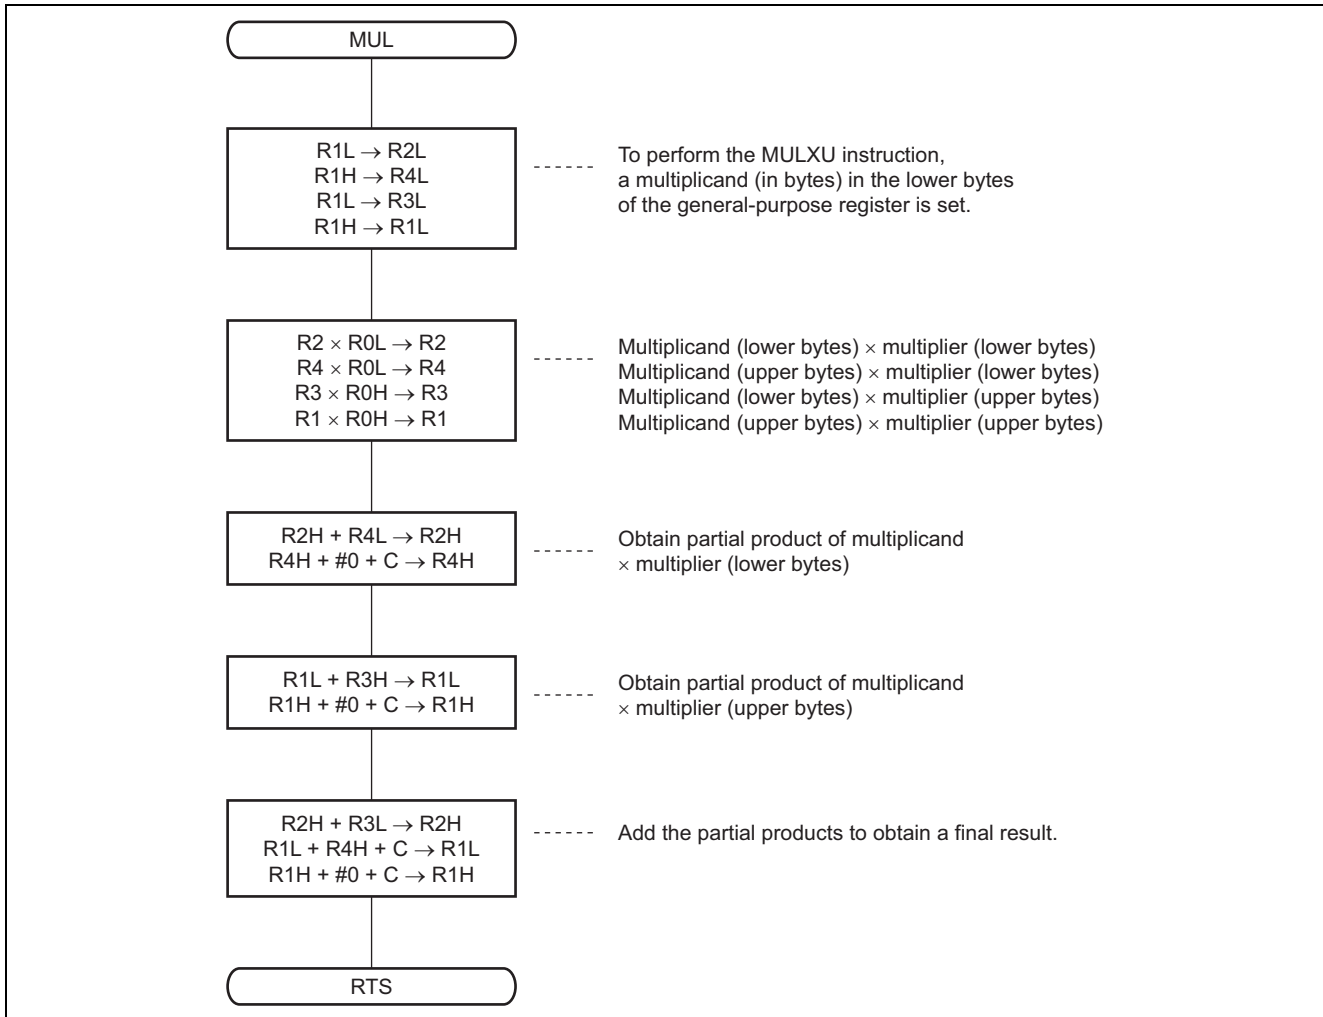 MUL
R1L → R2L
R1H → R4L
R1L → R3L
R1H → R1L
To perform the MULXU instruction,
a multiplicand (in bytes) in the lower bytes
of the general-purpose register is set.
R2 × R0L → R2
R4 × R0L → R4
R3 × R0H → R3
R1 × R0H → R1
Multiplicand (lower bytes) × multiplier (lower bytes)
Multiplicand (upper bytes) × multiplier (lower bytes)
Multiplicand (lower bytes) × multiplier (upper bytes)
Multiplicand (upper bytes) × multiplier (upper bytes)
R2H + R4L → R2H
R4H + #0 + C → R4H
Obtain partial product of multiplicand
× multiplier (lower bytes)
R1L + R3H → R1L
R1H + #0 + C → R1H
Obtain partial product of multiplicand
× multiplier (upper bytes)
R2H + R3L → R2H
R1L + R4H + C → R1L
R1H + #0 + C → R1H
Add the partial products to obtain a final result.
RTS